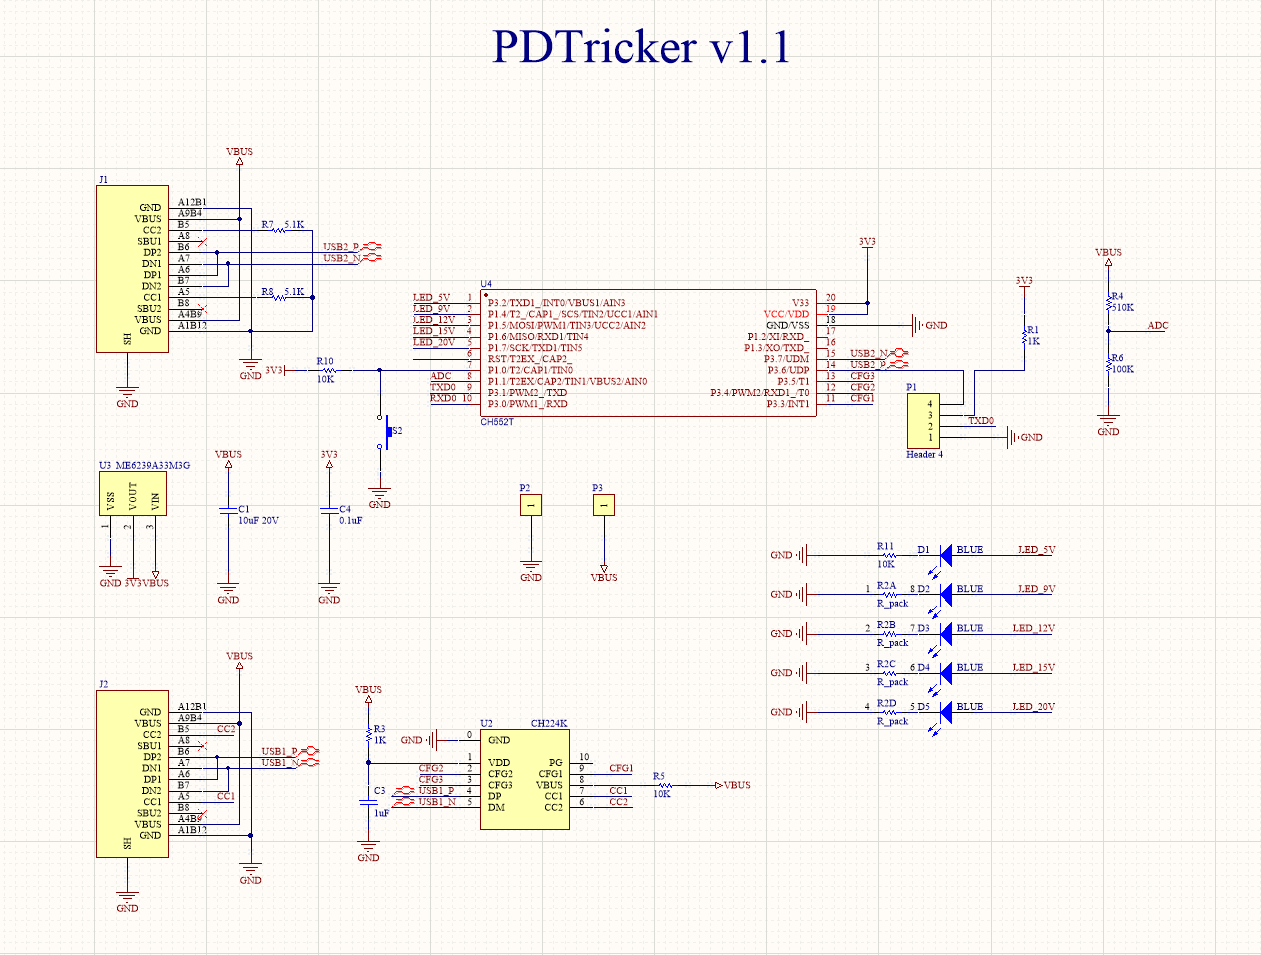 PDTricker v1.1
VBUS
J1
GND A12B1
VBUS A9B4
CC2 B5
SBU1 A8
DP2 B6
DN1 A7
DP1 A6
DN2 B7
CC1 A5
SBU2 B8
VBUS A4B9
GND A1B12
SH
GND
R7 5.1K
USB2_P
USB2_N
R8 5.1K
GND
3V3
R10
10K
S2
GND
U4
LED_5V 1 P3.2/TXD1_/INT0/VBUS1/AIN3
LED_9V 2 P1.4/T2_/CAP1_/SCS/TIN2/UCC1/AIN1
LED_12V 3 P1.5/MOSI/PWM1/TIN3/UCC2/AIN2
LED_15V 4 P1.6/MISO/RXD1/TIN4
LED_20V 5 P1.7/SCK/TXD1/TIN5
6 RST/T2EX_/CAP2_
7 P1.0/T2/CAP1/TIN0
ADC 8 P1.1/T2EX/CAP2/TIN1/VBUS2/AIN0
TXD0 9 P3.1/PWM2_/TXD
RXD0 10 P3.0/PWM1_/RXD
V33 20
VCC/VDD 19
GND/VSS 18
P1.2/XI/RXD_ 17
P1.3/XO/TXD_ 16
P3.7/UDM 15 USB2_N
P3.6/UDP 14 USB2_P
P3.5/T1 13 CFG3
P3.4/PWM2/RXD1_/T0 12 CFG2
P3.3/INT1 11 CFG1
CH552T
3V3
GND
3V3
R1
1K
P1
4
3
2 TXD0
1 GND
Header 4
VBUS
R4
510K
ADC
R6
100K
GND
U3 ME6239A33M3G
VSS VOUT VIN
1 2 3
GND 3V3 VBUS
VBUS
C1
10uF 20V
GND
3V3
C4
0.1uF
GND
P2
1
GND
P3
1
VBUS
GND R11 D1 BLUE LED_5V
10K
GND 1 R2A 8 D2 BLUE LED_9V
R_pack
GND 2 R2B 7 D3 BLUE LED_12V
R_pack
GND 3 R2C 6 D4 BLUE LED_15V
R_pack
GND 4 R2D 5 D5 BLUE LED_20V
R_pack
VBUS
J2
GND A12B1
VBUS A9B4
CC2 B5 CC2
SBU1 A8
DP2 B6 USB1_P
DN1 A7 USB1_N
DP1 A6
DN2 B7
CC1 A5 CC1
SBU2 B8
VBUS A4B9
GND A1B12
SH
GND
GND
VBUS
R3
1K
C3
1uF
GND
U2 CH224K
GND 0 GND
1 VDD PG 10
CFG2 2 CFG2 CFG1 9 CFG1
CFG3 3 CFG3 VBUS 8
USB1_P 4 DP CC1 7 CC1
USB1_N 5 DM CC2 6 CC2
R5
10K
VBUS